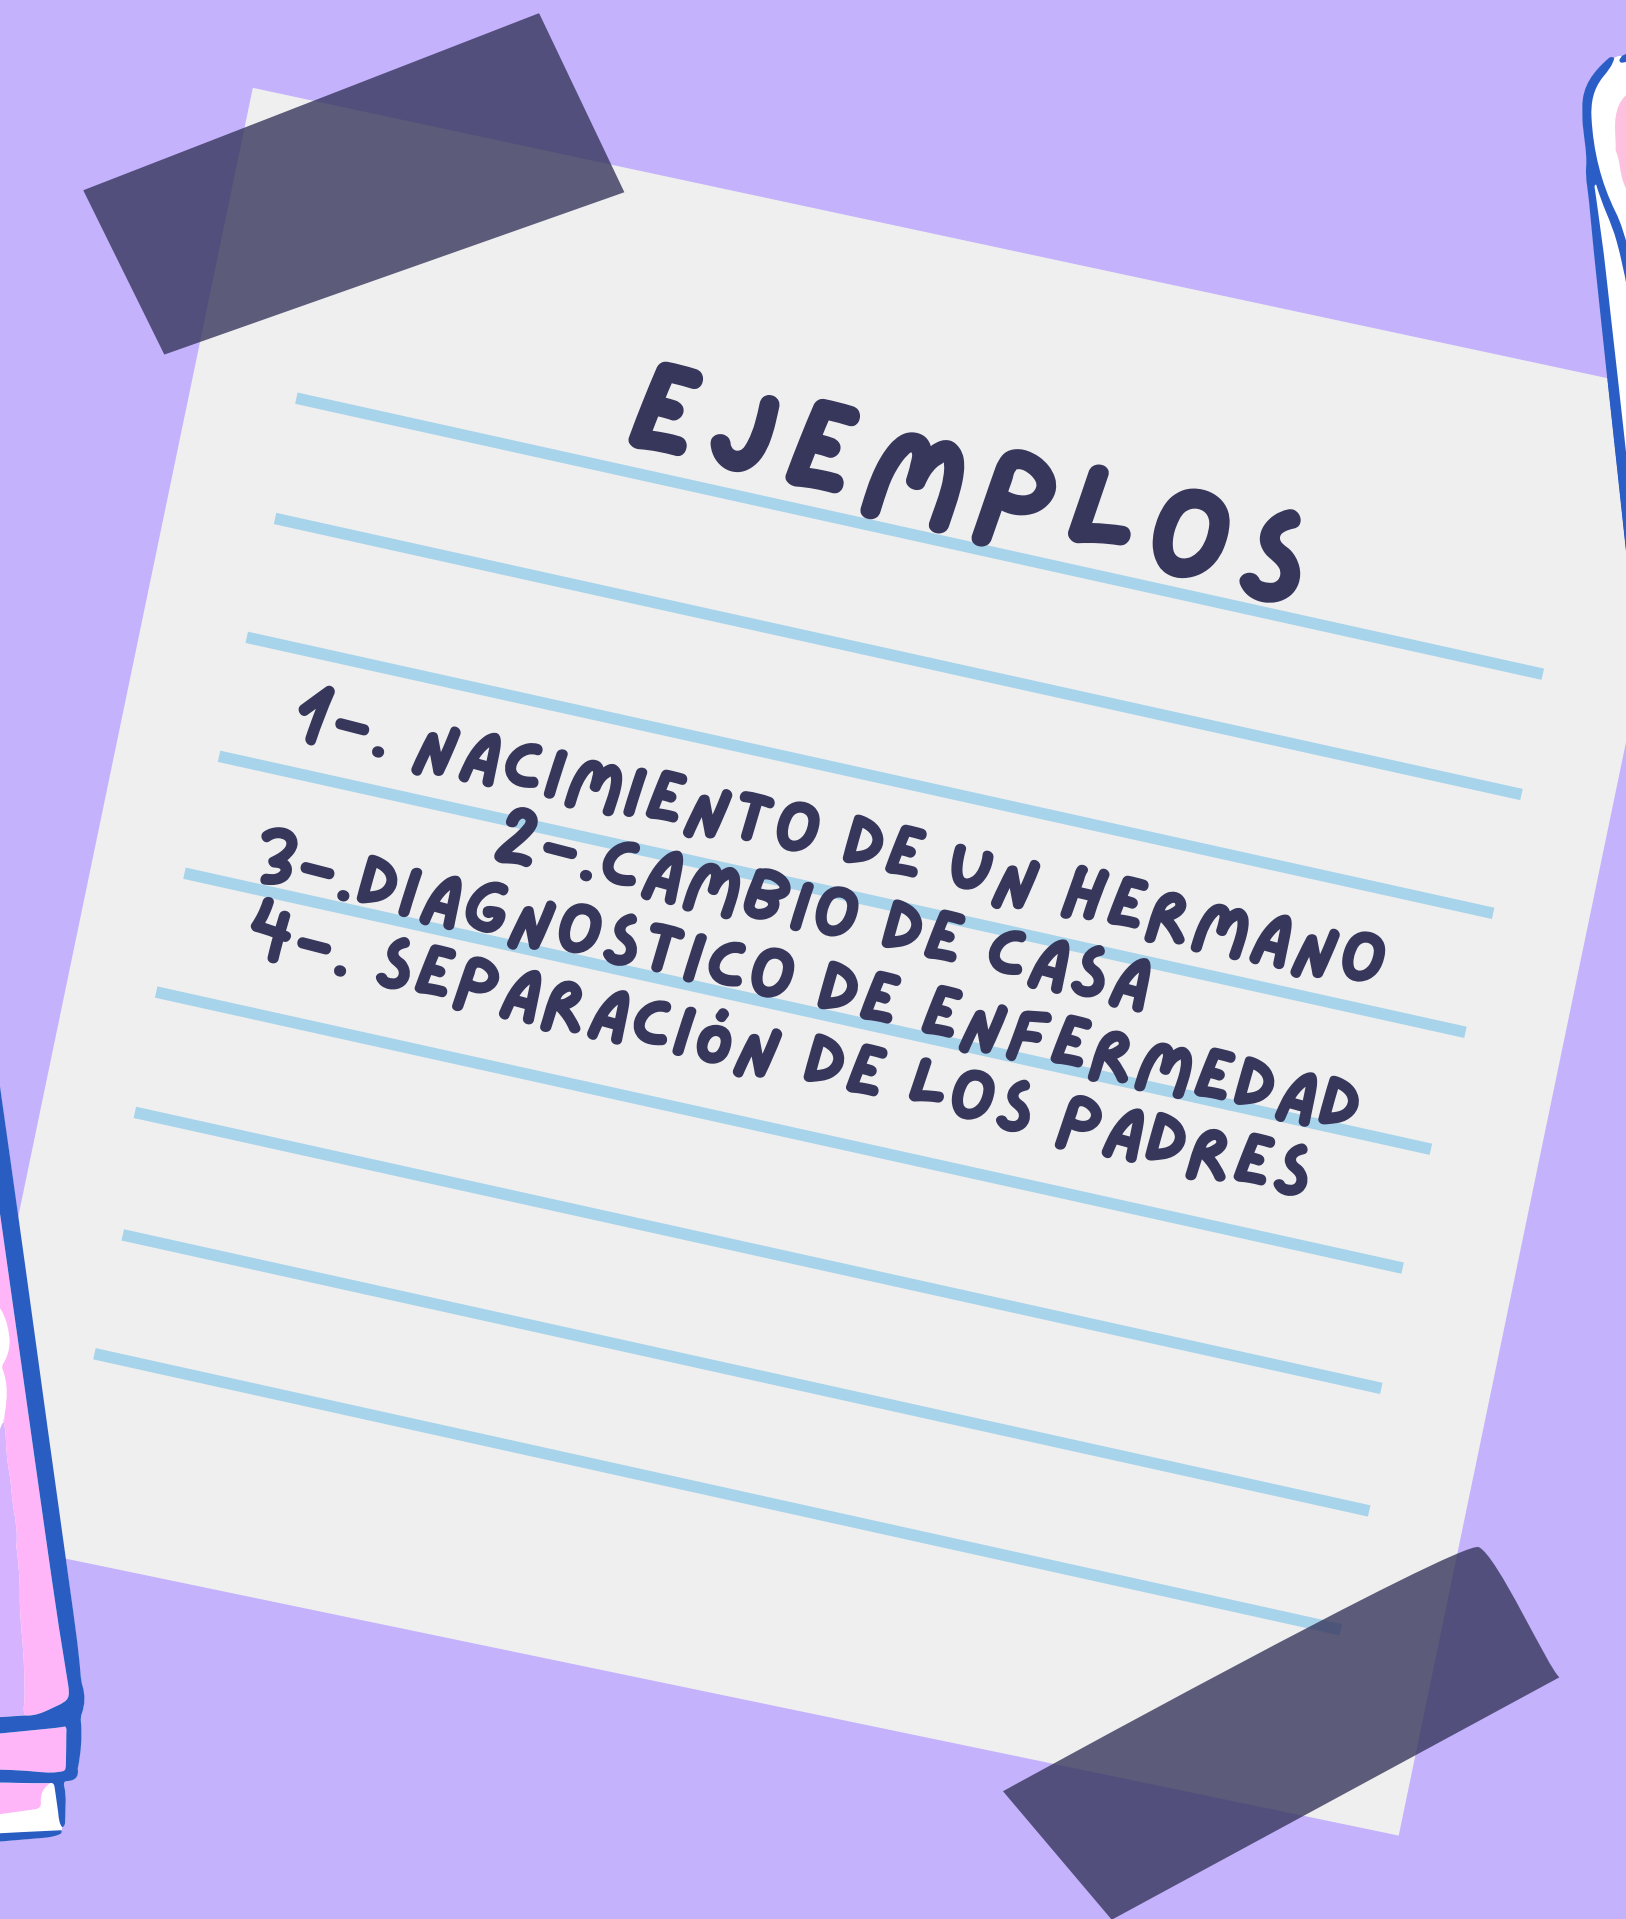 EJEMPLOS
1-. NACIMIENTO DE UN HERMANO
2-.CAMBIO DE CASA
3-.DIAGNOSTICO DE ENFERMEDAD
4-. SEPARACIóN DE LOS PADRES